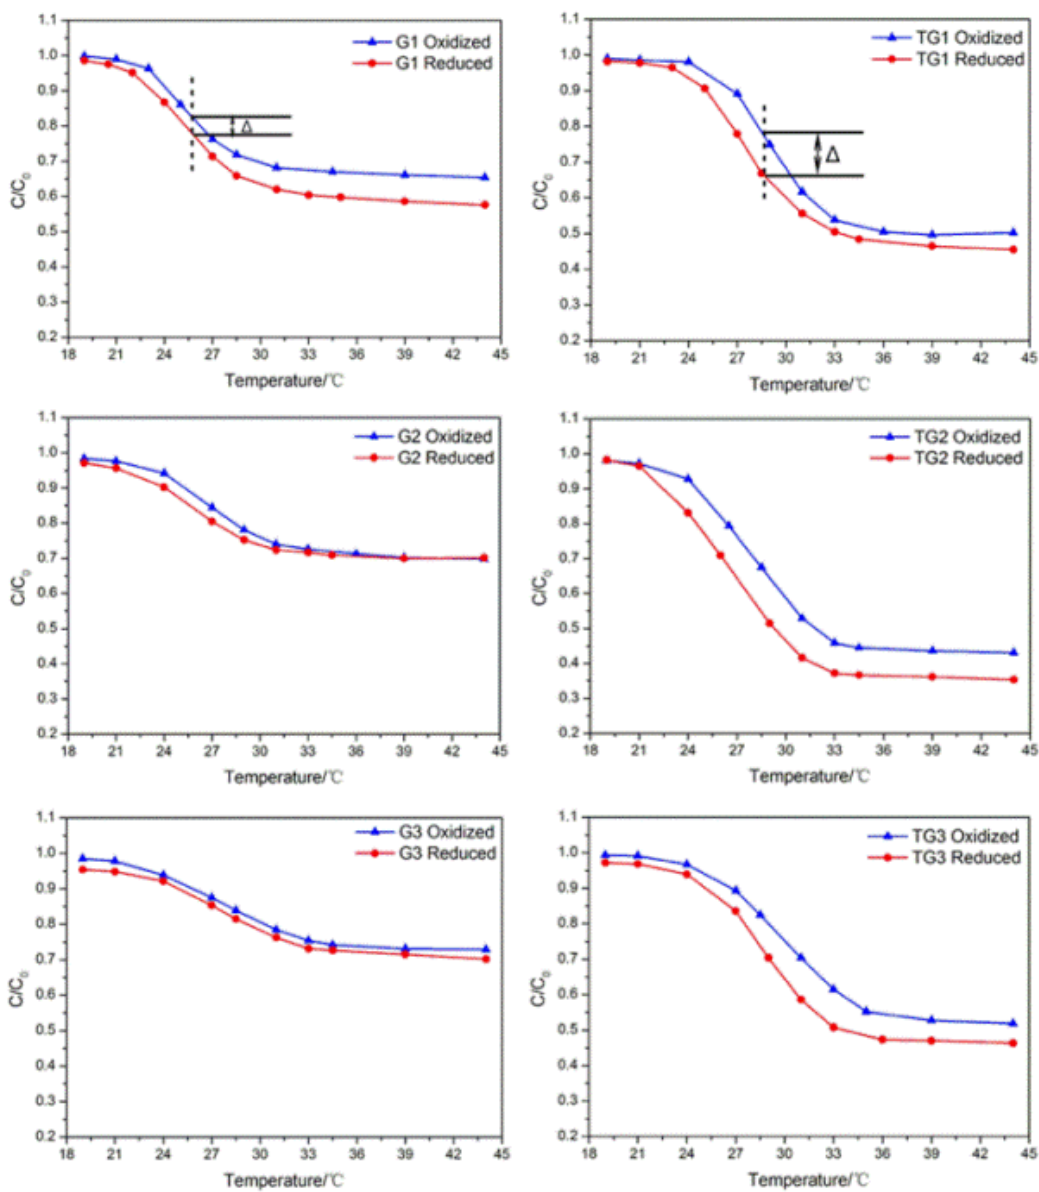 1.1
1.0
0.9
0.8
0.7
0.6
0.5
0.4
0.3
0.2
C/C0
G1 Oxidized
G1 Reduced
Δ
18 21 24 27 30 33 36 39 42 45
Temperature/℃
1.1
1.0
0.9
0.8
0.7
0.6
0.5
0.4
0.3
0.2
C/C0
TG1 Oxidized
TG1 Reduced
Δ
18 21 24 27 30 33 36 39 42 45
Temperature/℃
1.1
1.0
0.9
0.8
0.7
0.6
0.5
0.4
0.3
0.2
C/C0
G2 Oxidized
G2 Reduced
18 21 24 27 30 33 36 39 42 45
Temperature/℃
1.1
1.0
0.9
0.8
0.7
0.6
0.5
0.4
0.3
0.2
C/C0
TG2 Oxidized
TG2 Reduced
18 21 24 27 30 33 36 39 42 45
Temperature/℃
1.1
1.0
0.9
0.8
0.7
0.6
0.5
0.4
0.3
0.2
C/C0
G3 Oxidized
G3 Reduced
18 21 24 27 30 33 36 39 42 45
Temperature/℃
1.1
1.0
0.9
0.8
0.7
0.6
0.5
0.4
0.3
0.2
C/C0
TG3 Oxidized
TG3 Reduced
18 21 24 27 30 33 36 39 42 45
Temperature/℃